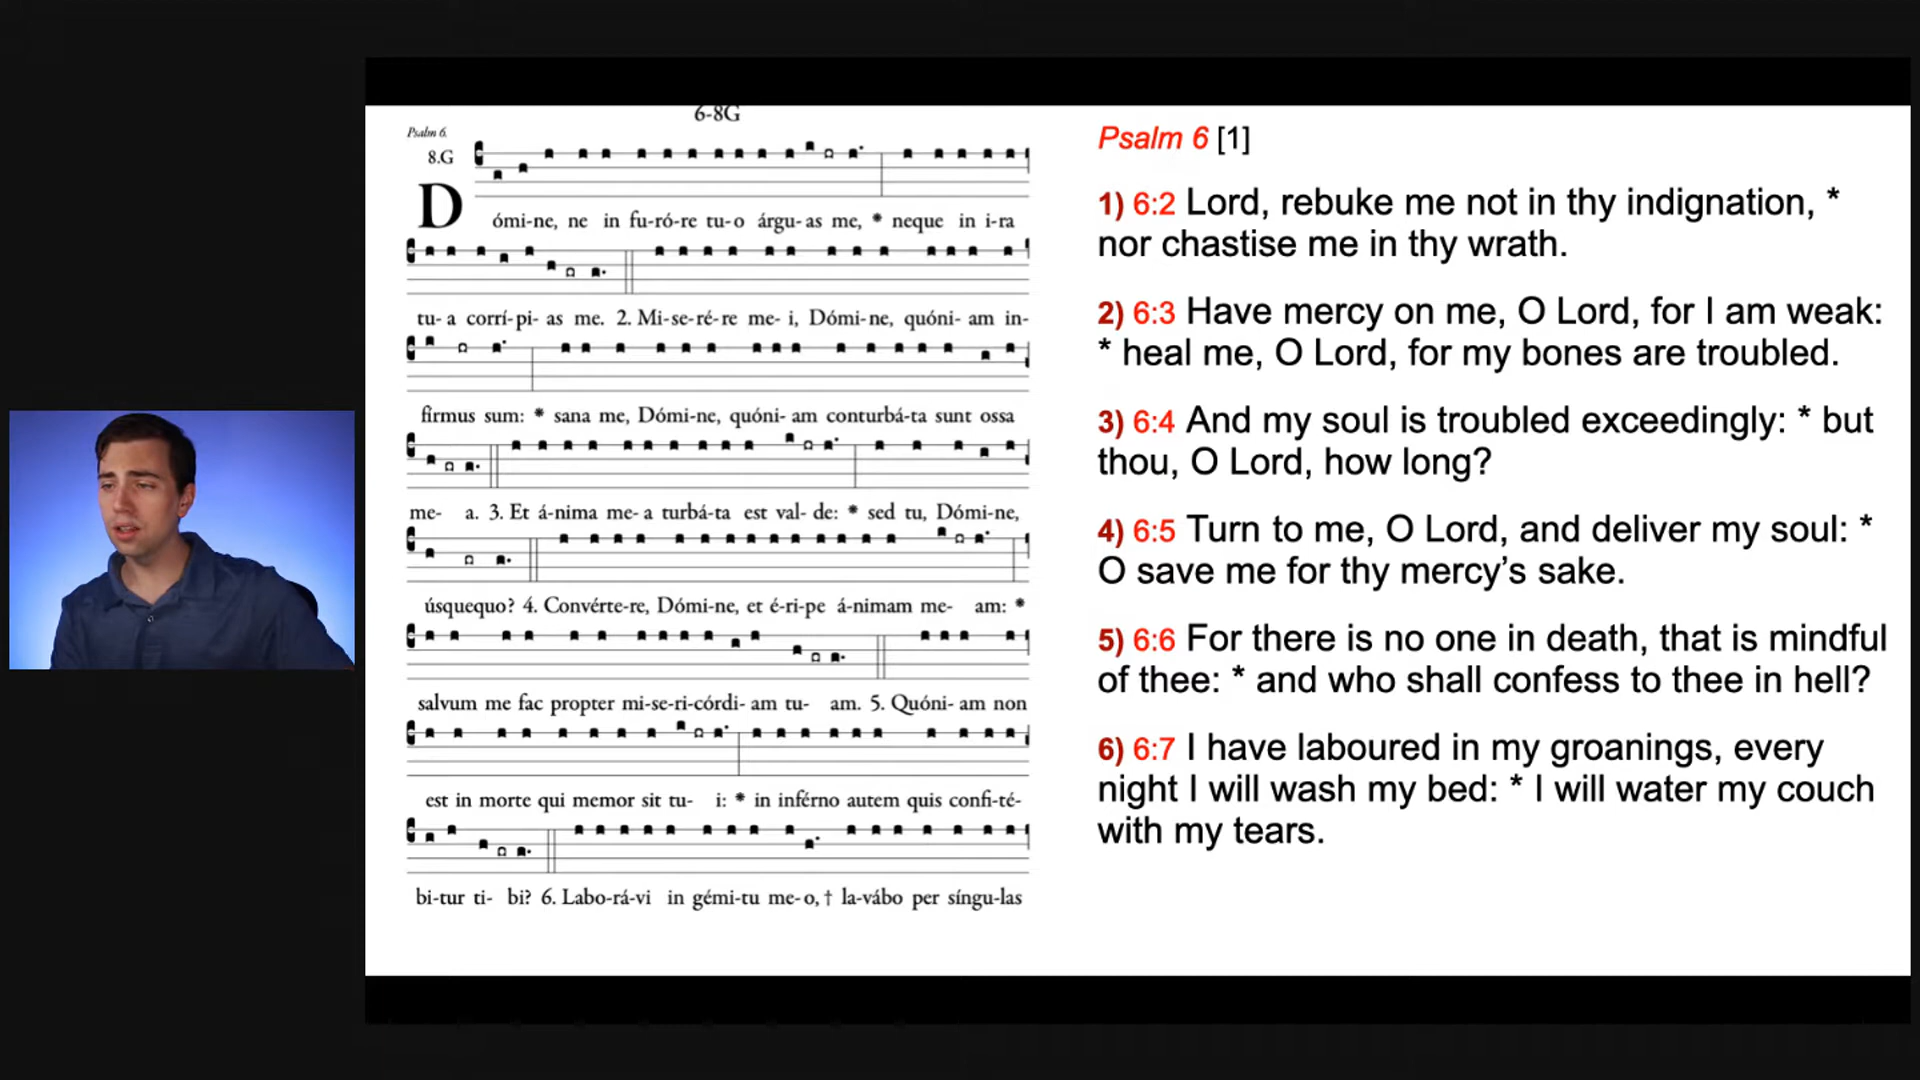 6-8G
Psalm 6.
8.G
Dómi-ne, ne in fu-ró-re tu-o árgu-as me, * neque in i-ra
tu-a corrí-pi-as me. 2. Mi-se-ré-re me-i, Dómi-ne, quóni-am in-
fírmus sum: * sana me, Dómi-ne, quóni-am conturbá-ta sunt ossa
me- a. 3. Et á-nima me-a turbá-ta est val-de: * sed tu, Dómi-ne,
úsquequo? 4. Convérte-re, Dómi-ne, et é-ri-pe á-nimam me- am: *
salvum me fac propter mi-se-ri-córdi-am tu- am. 5. Quóni-am non
est in morte qui memor sit tu- i: * in inférno autem quis confi-té-
bi-tur ti- bi? 6. Labo-rá-vi in gémi-tu me-o, † la-vábo per síngu-las
Psalm 6 [1]
1) 6:2 Lord, rebuke me not in thy indignation, *
nor chastise me in thy wrath.
2) 6:3 Have mercy on me, O Lord, for I am weak:
* heal me, O Lord, for my bones are troubled.
3) 6:4 And my soul is troubled exceedingly: * but
thou, O Lord, how long?
4) 6:5 Turn to me, O Lord, and deliver my soul: *
O save me for thy mercy’s sake.
5) 6:6 For there is no one in death, that is mindful
of thee: * and who shall confess to thee in hell?
6) 6:7 I have laboured in my groanings, every
night I will wash my bed: * I will water my couch
with my tears.